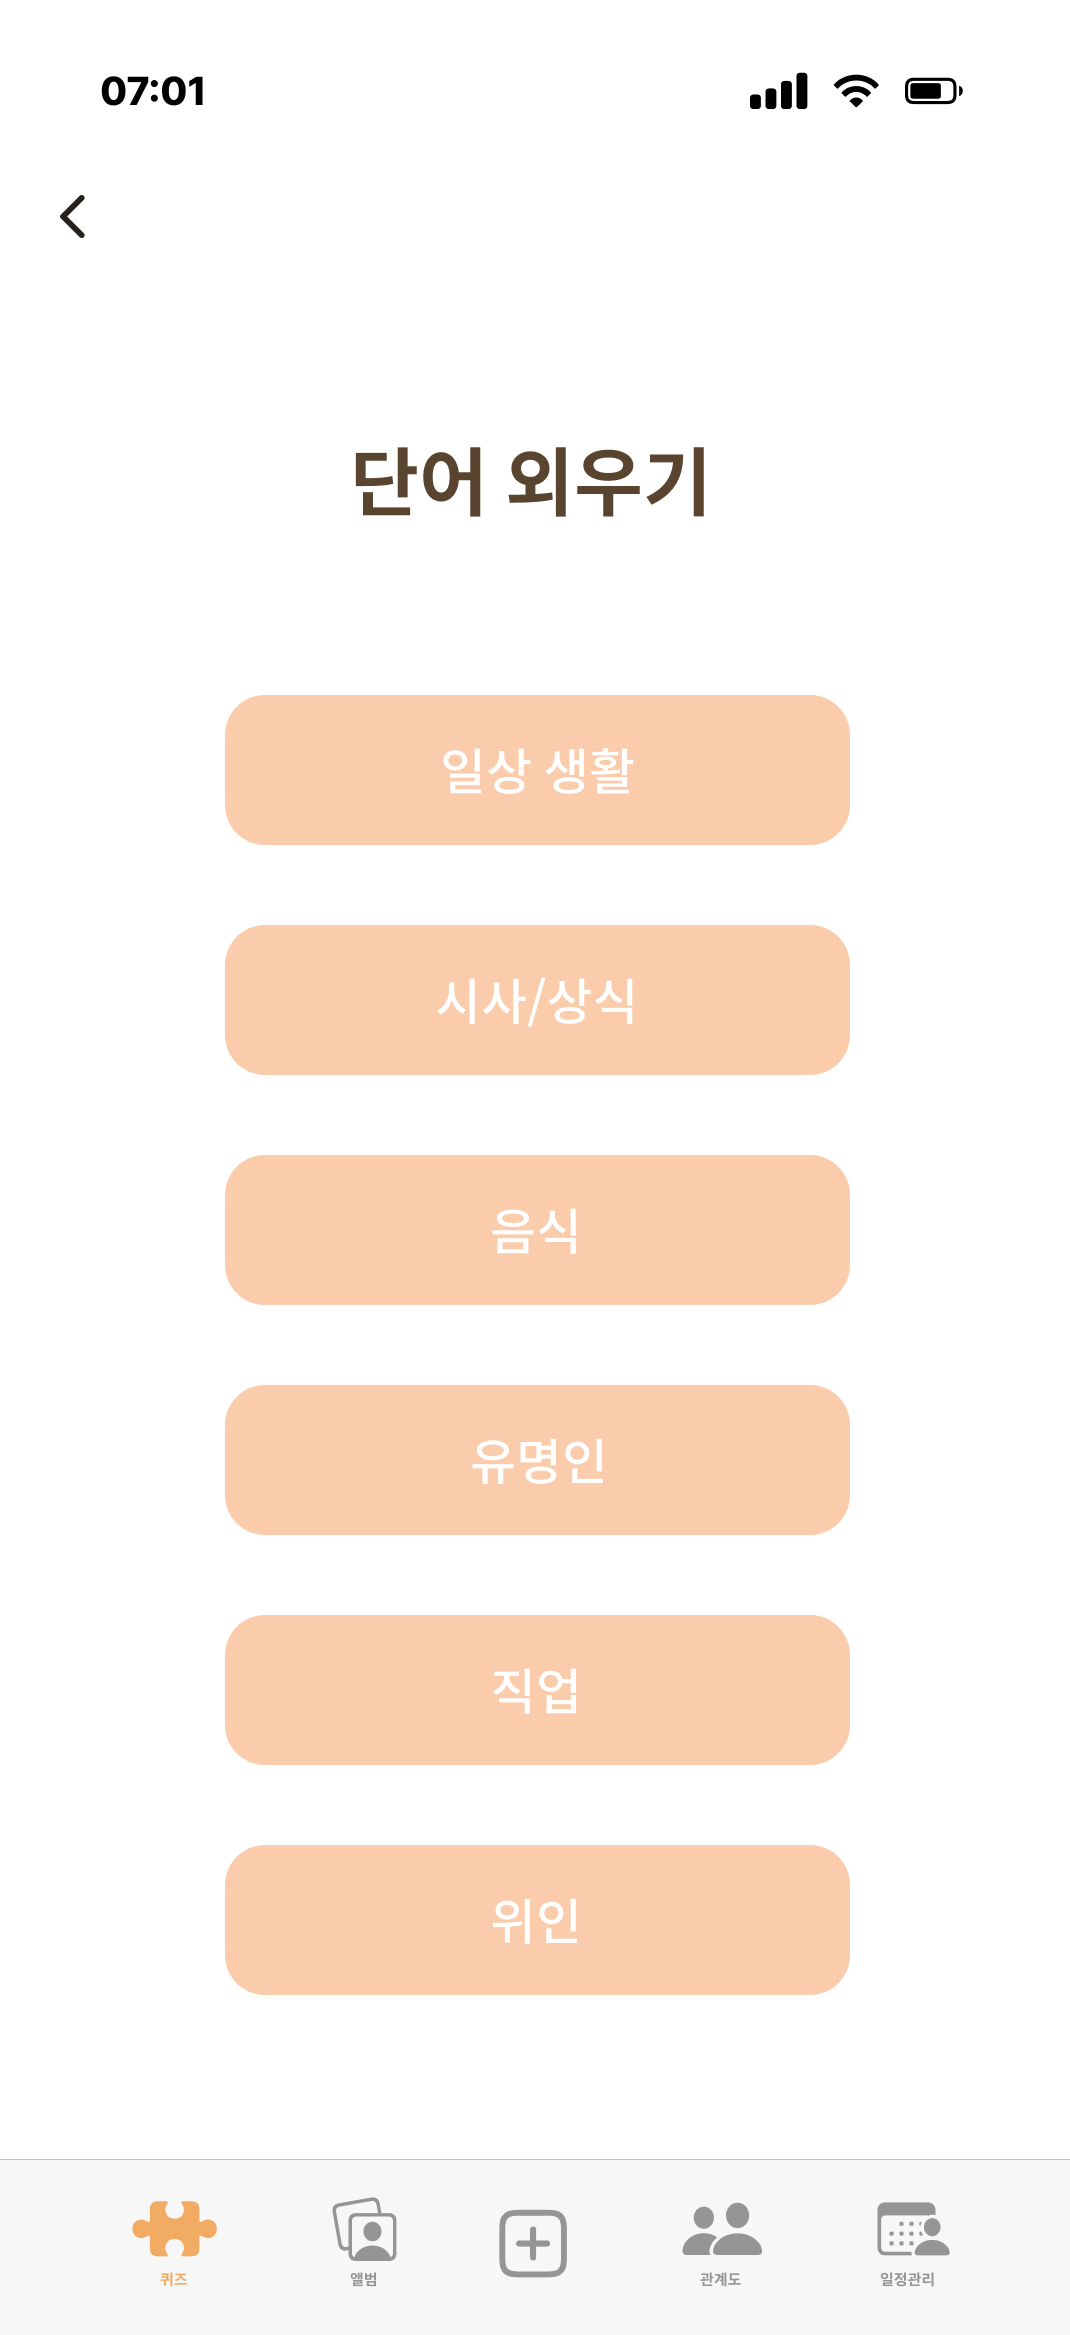 07:01
단어 외우기
일상 생활
시사/상식
음식
유명인
직업
위인
퀴즈
앨범
관계도
일정관리